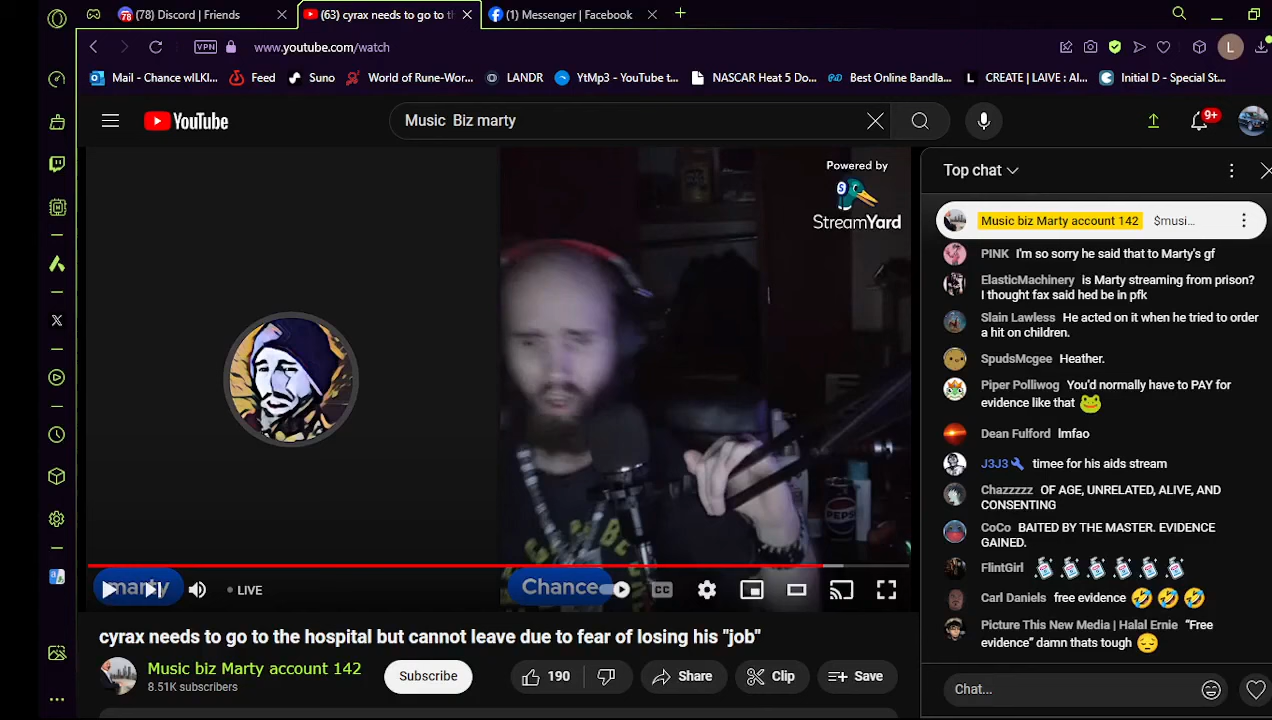 (78) Discord | Friends
(63) cyrax needs to go to th
(1) Messenger | Facebook
VPN
www.youtube.com/watch
L
Mail - Chance wILKI...
Feed
Suno
World of Rune-Wor...
LANDR
YtMp3 - YouTube t...
NASCAR Heat 5 Do...
Best Online Bandla...
CREATE | LAIVE : AI...
Initial D - Special St...
YouTube
Music Biz marty
9+
Powered by
StreamYard
PEPSI
marty
Chance
LIVE
CC
cyrax needs to go to the hospital but cannot leave due to fear of losing his "job"
Music biz Marty account 142
8.51K subscribers
Subscribe
190
Share
Clip
Save
Top chat
Music biz Marty account 142 $musi...
PINK I'm so sorry he said that to Marty's gf
ElasticMachinery is Marty streaming from prison?
I thought fax said hed be in pfk
Slain Lawless He acted on it when he tried to order
a hit on children.
SpudsMcgee Heather.
Piper Polliwog You'd normally have to PAY for
evidence like that
Dean Fulford lmfao
J3J3 timee for his aids stream
Chazzzzz OF AGE, UNRELATED, ALIVE, AND
CONSENTING
CoCo BAITED BY THE MASTER. EVIDENCE
GAINED.
FlintGirl
Carl Daniels free evidence
Picture This New Media | Halal Ernie “Free
evidence” damn thats tough
Chat...